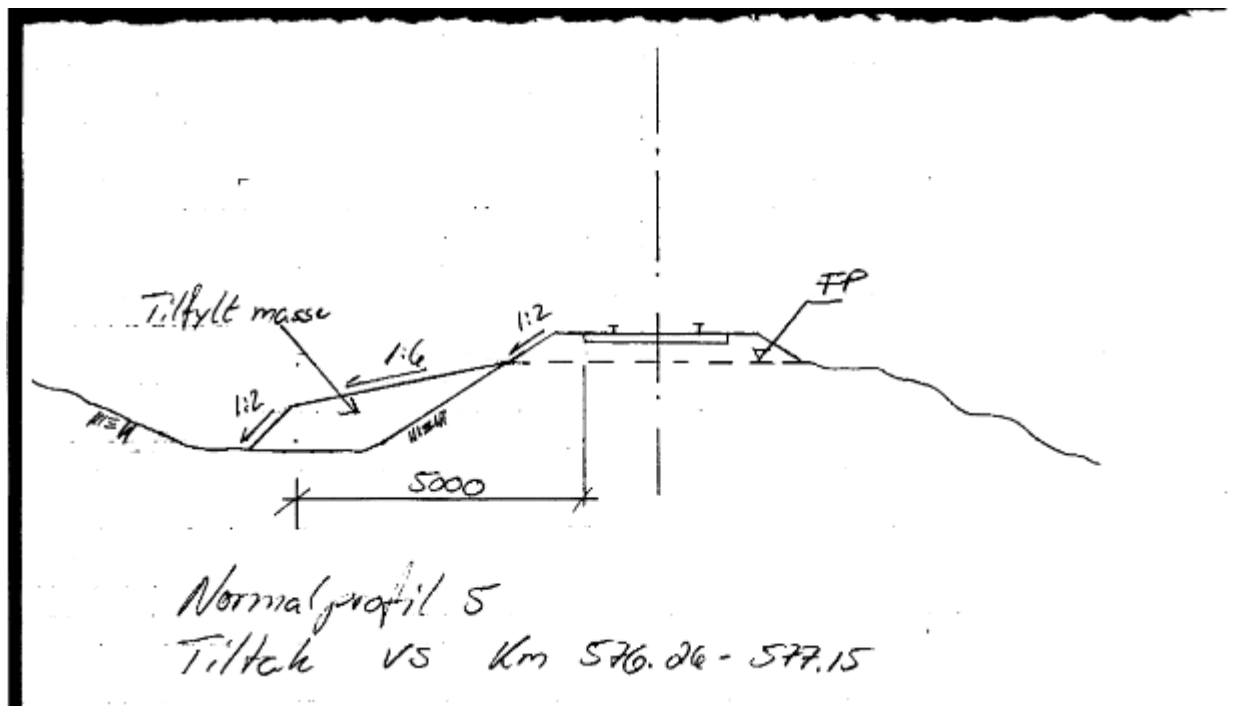 FP
1:2
Tilfylt masse
1:6
1:2
5000
Normalprofil 5
Tiltak VS Km 576.26 - 577.15